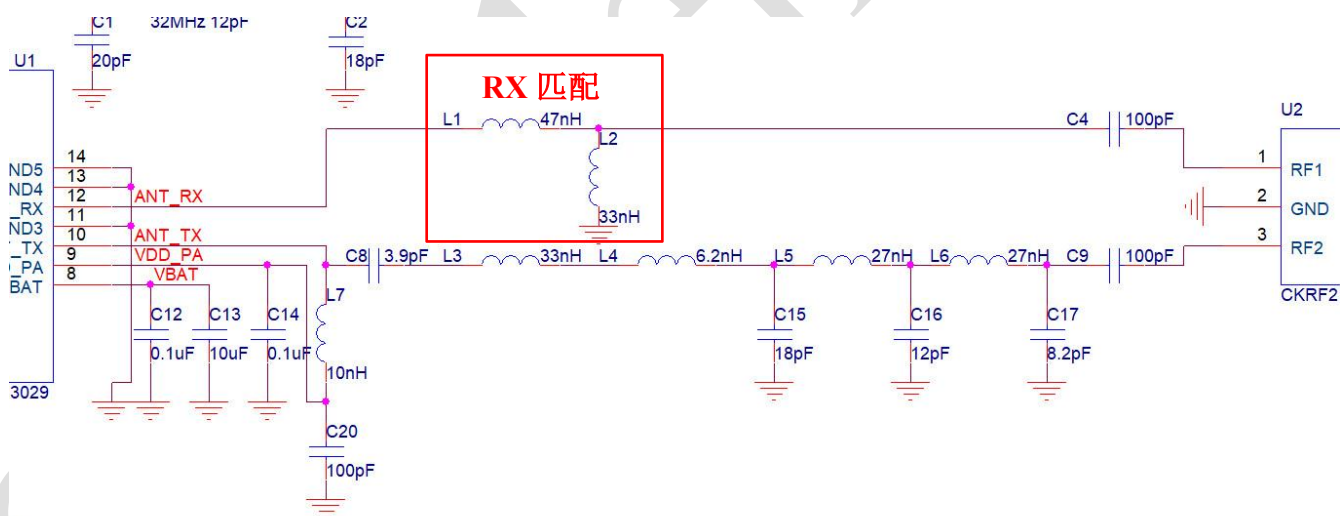 C1
32MHz 12pF
C2
U1
20pF
18pF
RX 匹配
U2
L1
47nH
C4
100pF
L2
14
ND5
13
ND4
12
_RX
ANT_RX
11
ND3
10
_TX
ANT_TX
9
_PA
VDD_PA
8
BAT
VBAT
33nH
1
RF1
2
GND
3
RF2
C8
3.9pF
L3
33nH
L4
6.2nH
L5
27nH
L6
27nH
C9
100pF
CKRF2
L7
C12
C13
C14
C15
C16
C17
0.1uF
10uF
0.1uF
18pF
12pF
8.2pF
10nH
3029
C20
100pF